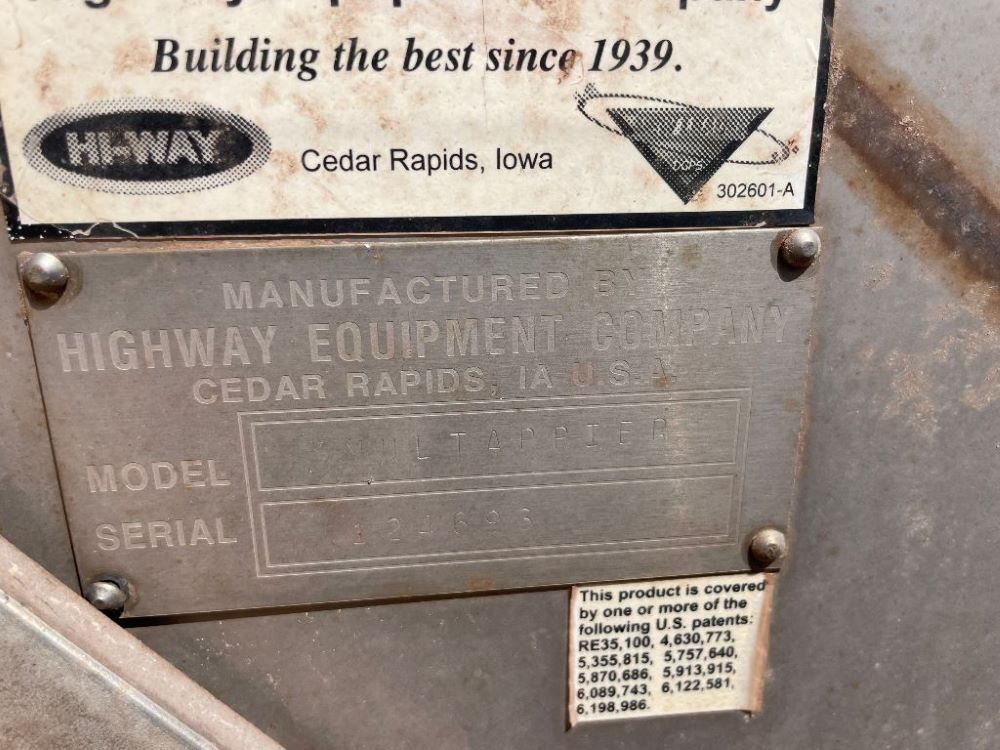 Building the best since 1939.
HI-WAY
Cedar Rapids, Iowa
302601-A
MANUFACTURED BY
HIGHWAY EQUIPMENT COMPANY
CEDAR RAPIDS, IA U.S.A.
MODEL
SERIAL 124693
This product is covered
by one or more of the
following U.S. patents:
RE35,100, 4,630,773,
5,355,815, 5,757,640,
5,870,686, 5,913,915,
6,089,743, 6,122,581,
6,198,986.